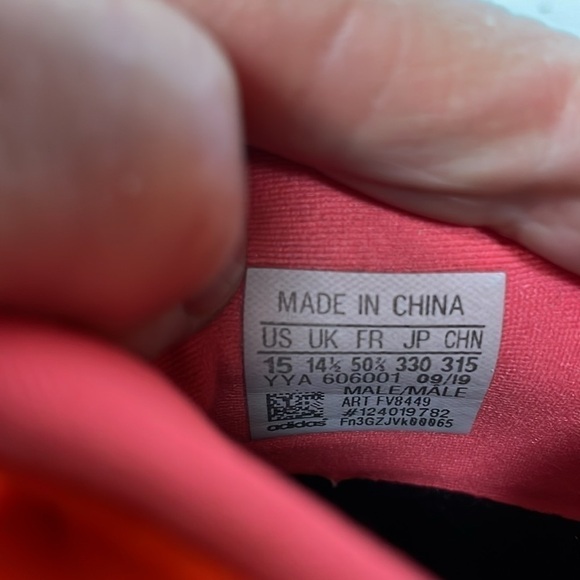 MADE IN CHINA
US UK FR JP CHN
15 14½ 50⅔ 330 315
YYA 606001 09/19
MALE/MALE
ART FV8449
#124019782
adidas Fn3GZJVk00065